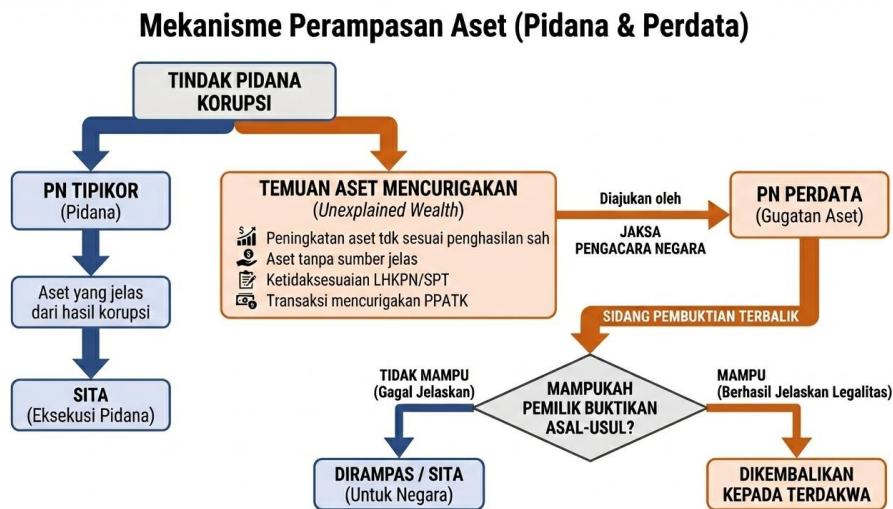 Mekanisme Perampasan Aset (Pidana & Perdata)
TINDAK PIDANA
KORUPSI
PN TIPIKOR
(Pidana)
Aset yang jelas
dari hasil korupsi
SITA
(Eksekusi Pidana)
TEMUAN ASET MENCURIGAKAN
(Unexplained Wealth)
Peningkatan aset tdk sesuai penghasilan sah
Aset tanpa sumber jelas
Ketidaksesuaian LHKPN/SPT
Transaksi mencurigakan PPATK
Diajukan oleh
JAKSA
PENGACARA NEGARA
PN PERDATA
(Gugatan Aset)
SIDANG PEMBUKTIAN TERBALIK
TIDAK MAMPU
(Gagal Jelaskan)
MAMPUKAH
PEMILIK BUKTIKAN
ASAL-USUL?
MAMPU
(Berhasil Jelaskan Legalitas)
DIRAMPAS / SITA
(Untuk Negara)
DIKEMBALIKAN
KEPADA TERDAKWA